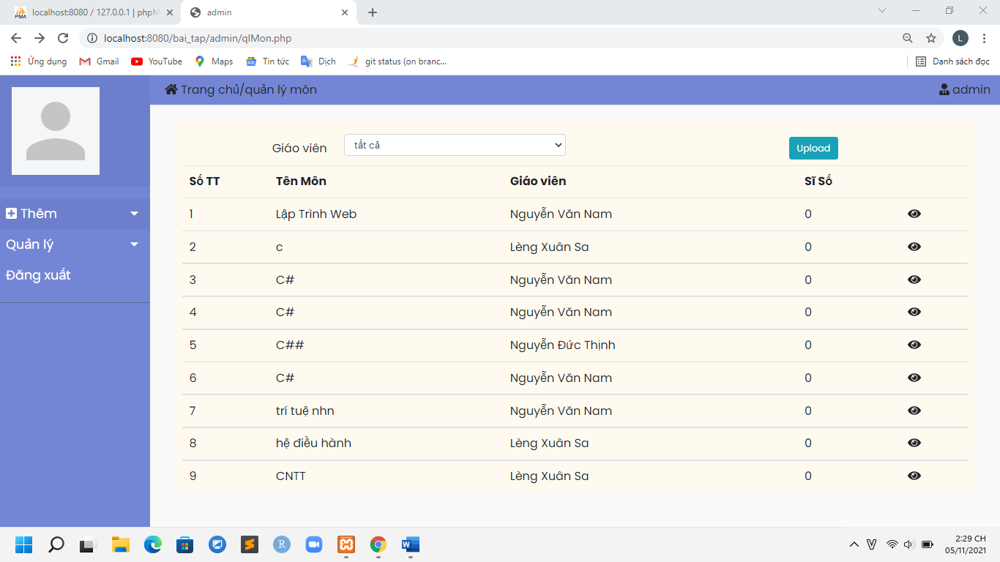 PMA localhost:8080 / 127.0.0.1 | phpM
admin
localhost:8080/bai_tap/admin/qlMon.php
L
Ứng dụng Gmail YouTube Maps Tin tức Dịch git status (on branc... Danh sách đọc
Trang chủ/quản lý môn
admin
Thêm
Quản lý
Đăng xuất
Giáo viên tất cả Upload
Số TT Tên Môn Giáo viên Sĩ Số
1 Lập Trình Web Nguyễn Văn Nam 0
2 c Lèng Xuân Sa 0
3 C# Nguyễn Văn Nam 0
4 C# Nguyễn Văn Nam 0
5 C## Nguyễn Đức Thịnh 0
6 C# Nguyễn Văn Nam 0
7 trí tuệ nhn Nguyễn Văn Nam 0
8 hệ điều hành Lèng Xuân Sa 0
9 CNTT Lèng Xuân Sa 0
2:29 CH
05/11/2021